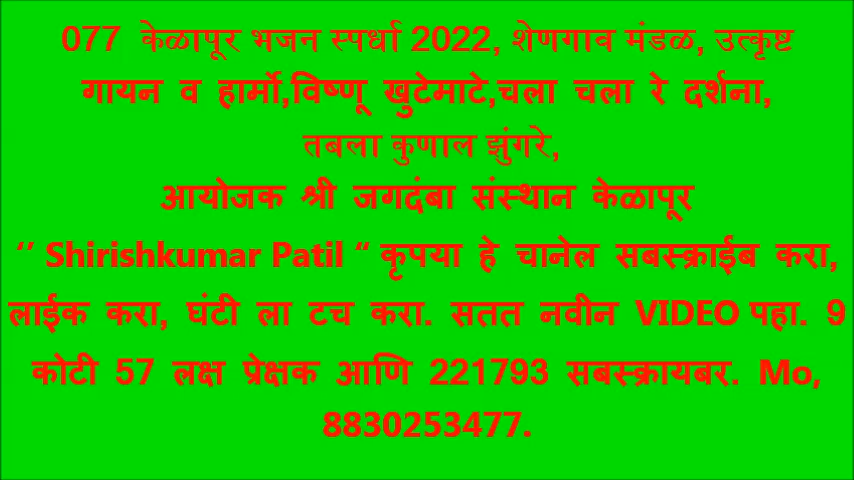 077 केळापूर भजन स्पर्धा 2022, शेणगाव मंडळ, उत्कृष्ट
गायन व हार्मो,विष्णू खुटेमाटे,चला चला रे दर्शना,
तबला कुणाल झुंगरे,
आयोजक श्री जगदंबा संस्थान केळापूर
‘’ Shirishkumar Patil “ कृपया हे चानेल सबस्क्राईब करा,
लाईक करा, घंटी ला टच करा. सतत नवीन VIDEO पहा. 9
कोटी 57 लक्ष प्रेक्षक आणि 221793 सबस्क्रायबर. Mo,
8830253477.